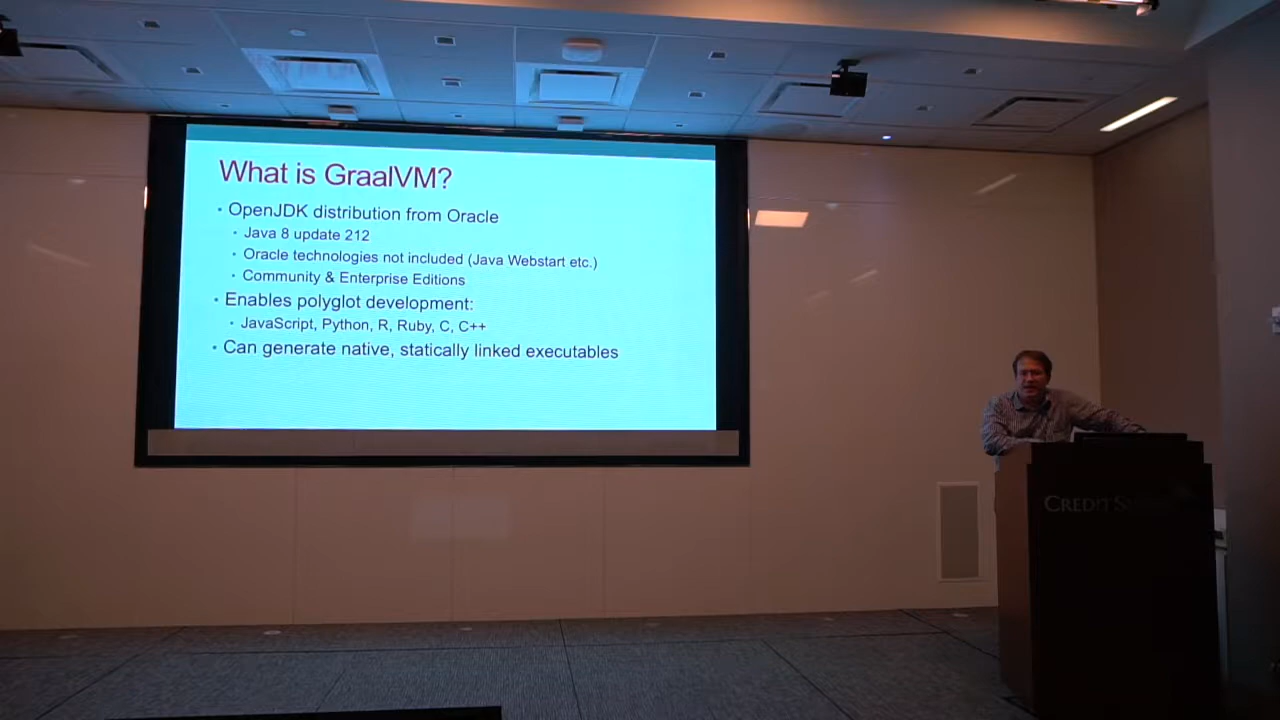 What is GraalVM?
• OpenJDK distribution from Oracle
• Java 8 update 212
• Oracle technologies not included (Java Webstart etc.)
• Community & Enterprise Editions
• Enables polyglot development:
• JavaScript, Python, R, Ruby, C, C++
• Can generate native, statically linked executables
CREDIT